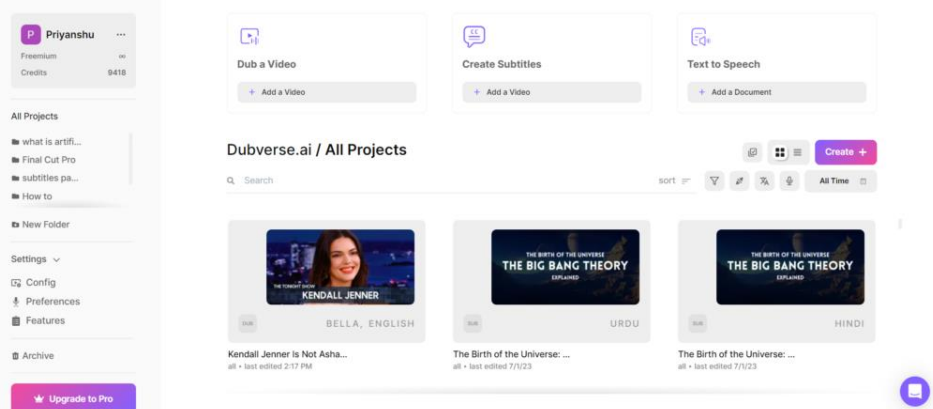 P Priyanshu ...
Freemium ∞
Credits 9418
All Projects
what is artifi...
Final Cut Pro
subtitles pa...
How to
New Folder
Settings
Config
Preferences
Features
Archive
Upgrade to Pro
Dub a Video
+ Add a Video
Create Subtitles
+ Add a Video
Text to Speech
+ Add a Document
Dubverse.ai / All Projects
Create +
Search
sort
All Time
THE TONIGHT SHOW
KENDALL JENNER
DUB
BELLA, ENGLISH
Kendall Jenner Is Not Asha...
all • last edited 2:17 PM
THE BIRTH OF THE UNIVERSE
THE BIG BANG THEORY
EXPLAINED
DUB
URDU
The Birth of the Universe: ...
all • last edited 7/1/23
THE BIRTH OF THE UNIVERSE
THE BIG BANG THEORY
EXPLAINED
DUB
HINDI
The Birth of the Universe: ...
all • last edited 7/1/23